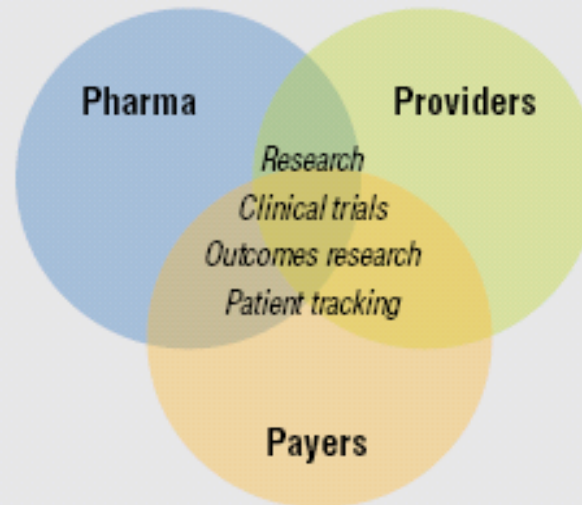 Pharma
Providers
Research
Clinical trials
Outcomes research
Patient tracking
Payers